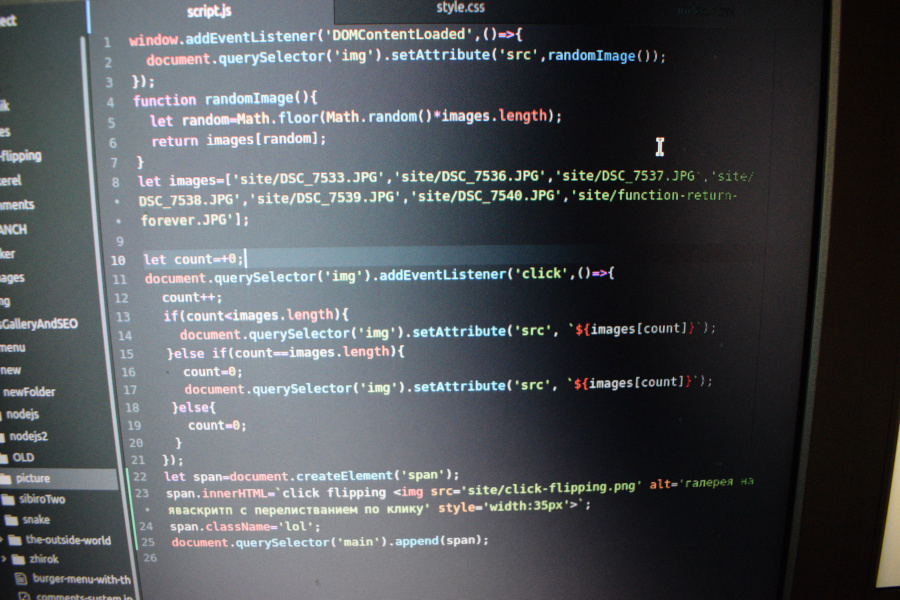 script.js
style.css
ect
1 window.addEventListener('DOMContentLoaded',()=>{
2 document.querySelector('img').setAttribute('src',randomImage());
3 });
4 function randomImage(){
5 let random=Math.floor(Math.random()*images.length);
6 return images[random];
7 }
8 let images=['site/DSC_7533.JPG','site/DSC_7536.JPG','site/DSC_7537.JPG','site/
DSC_7538.JPG','site/DSC_7539.JPG','site/DSC_7540.JPG','site/function-return-
forever.JPG'];
9
10 let count=+0;
11 document.querySelector('img').addEventListener('click',()=>{
12 count++;
13 if(count<images.length){
14 document.querySelector('img').setAttribute('src', `${images[count]}`);
15 }else if(count==images.length){
16 count=0;
17 document.querySelector('img').setAttribute('src', `${images[count]}`);
18 }else{
19 count=0;
20 }
21 });
22 let span=document.createElement('span');
23 span.innerHTML=`click flipping <img src='site/click-flipping.png' alt='галерея на
яваскритп с перелистванием по клику' style='width:35px'>`;
24 span.className='lol';
25 document.querySelector('main').append(span);
26
ik
es
-flipping
erel
ments
ANCH
ker
ages
ng
sGalleryAndSEO
menu
new
newFolder
nodejs
nodejs2
OLD
picture
sibiroTwo
snake
the-outside-world
zhirok
burger-menu-with-th